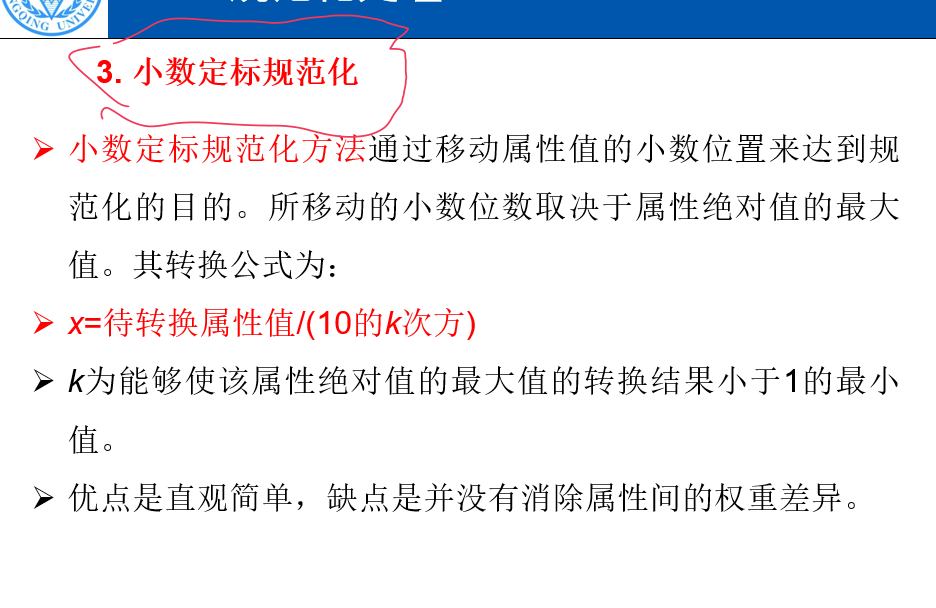 3. 小数定标规范化
➢ 小数定标规范化方法通过移动属性值的小数位置来达到规
范化的目的。所移动的小数位数取决于属性绝对值的最大
值。其转换公式为：
➢ x=待转换属性值/(10的k次方)
➢ k为能够使该属性绝对值的最大值的转换结果小于1的最小
值。
➢ 优点是直观简单，缺点是并没有消除属性间的权重差异。